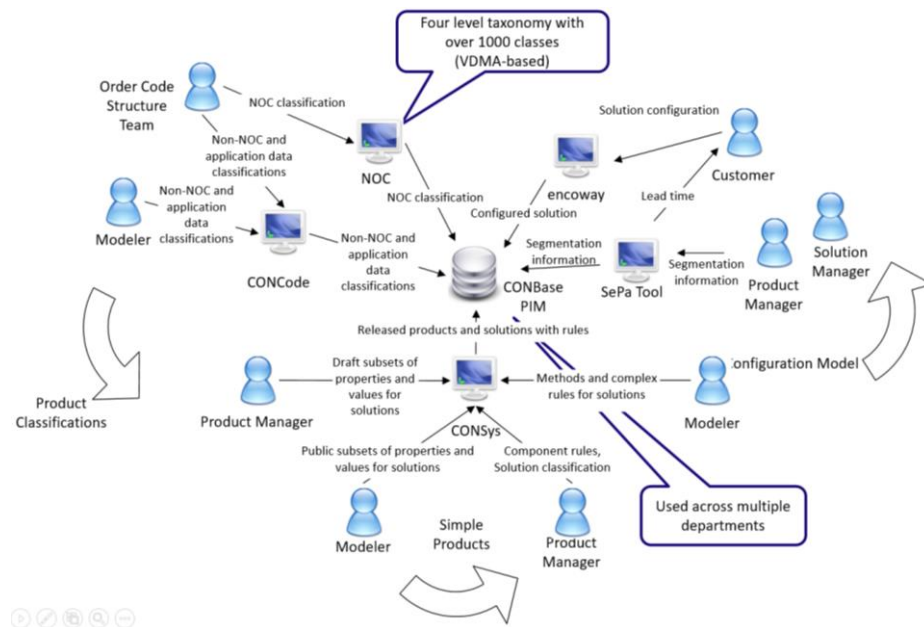 Four level taxonomy with
over 1000 classes
(VDMA-based)
Order Code
Structure
Team
NOC classification
Solution configuration
Non-NOC and
application data
classifications
NOC
encoway
Customer
Modeler
Non-NOC and
application
data
classifications
NOC classification
Configured solution
Lead time
CONCode
Non-NOC and
application
data
classifications
CONBase
PIM
Segmentation
information
SePa Tool
Segmentation
information
Product
Manager
Solution
Manager
Released products and solutions with rules
Product
Classifications
Product Manager
Draft subsets of
properties and
values for
solutions
CONSys
Methods and complex
rules for solutions
onfiguration Model
Modeler
Public subsets of properties and
values for solutions
Component rules,
Solution classification
Modeler
Simple
Products
Product
Manager
Used across multiple
departments